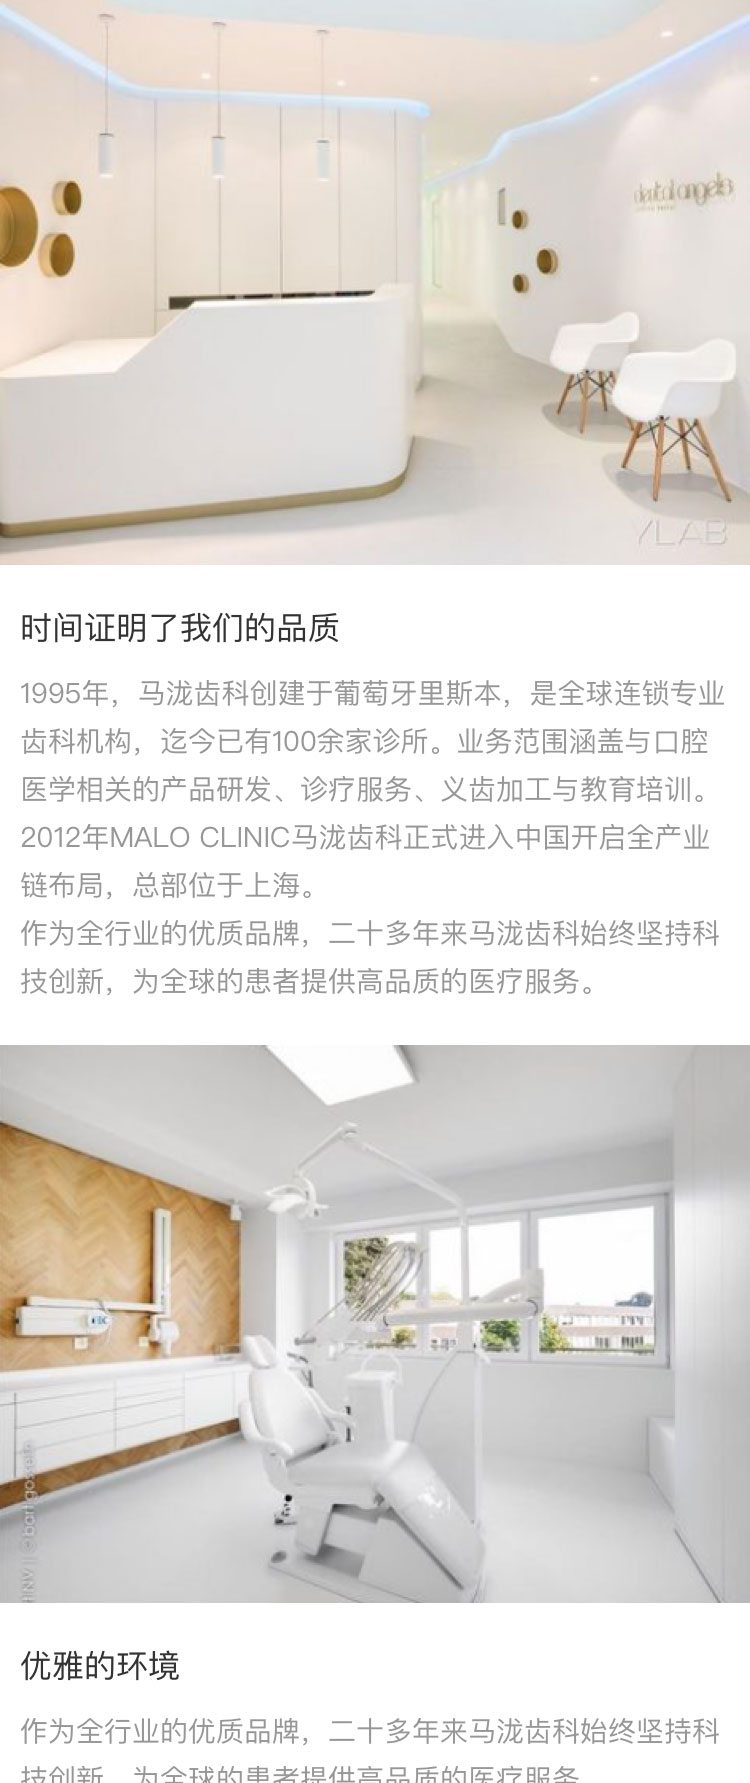 dental angels
YLAB
时间证明了我们的品质
1995年，马泷齿科创建于葡萄牙里斯本，是全球连锁专业
齿科机构，迄今已有100余家诊所。业务范围涵盖与口腔
医学相关的产品研发、诊疗服务、义齿加工与教育培训。
2012年MALO CLINIC马泷齿科正式进入中国开启全产业
链布局，总部位于上海。
作为全行业的优质品牌，二十多年来马泷齿科始终坚持科
技创新，为全球的患者提供高品质的医疗服务。
优雅的环境
作为全行业的优质品牌，二十多年来马泷齿科始终坚持科
技创新，为全球的患者提供高品质的医疗服务